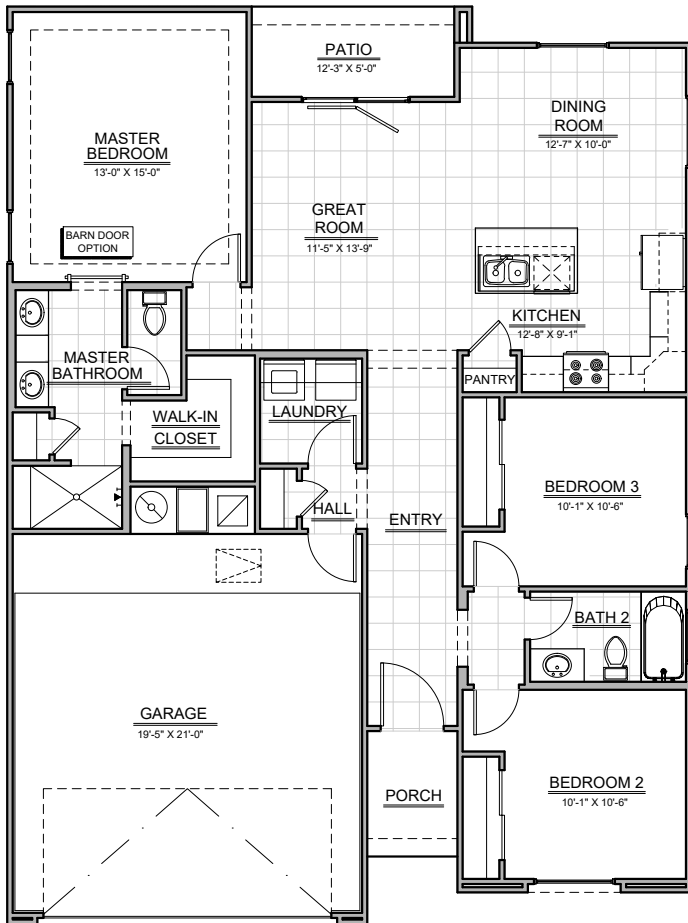 PATIO
12'-3" X 5'-0"
DINING
ROOM
12'-7" X 10'-0"
MASTER
BEDROOM
13'-0" X 15'-0"
BARN DOOR
OPTION
GREAT
ROOM
11'-5" X 13'-9"
KITCHEN
12'-8" X 9'-1"
MASTER
BATHROOM
PANTRY
WALK-IN
CLOSET
LAUNDRY
HALL
ENTRY
BEDROOM 3
10'-1" X 10'-6"
BATH 2
GARAGE
19'-5" X 21'-0"
PORCH
BEDROOM 2
10'-1" X 10'-6"